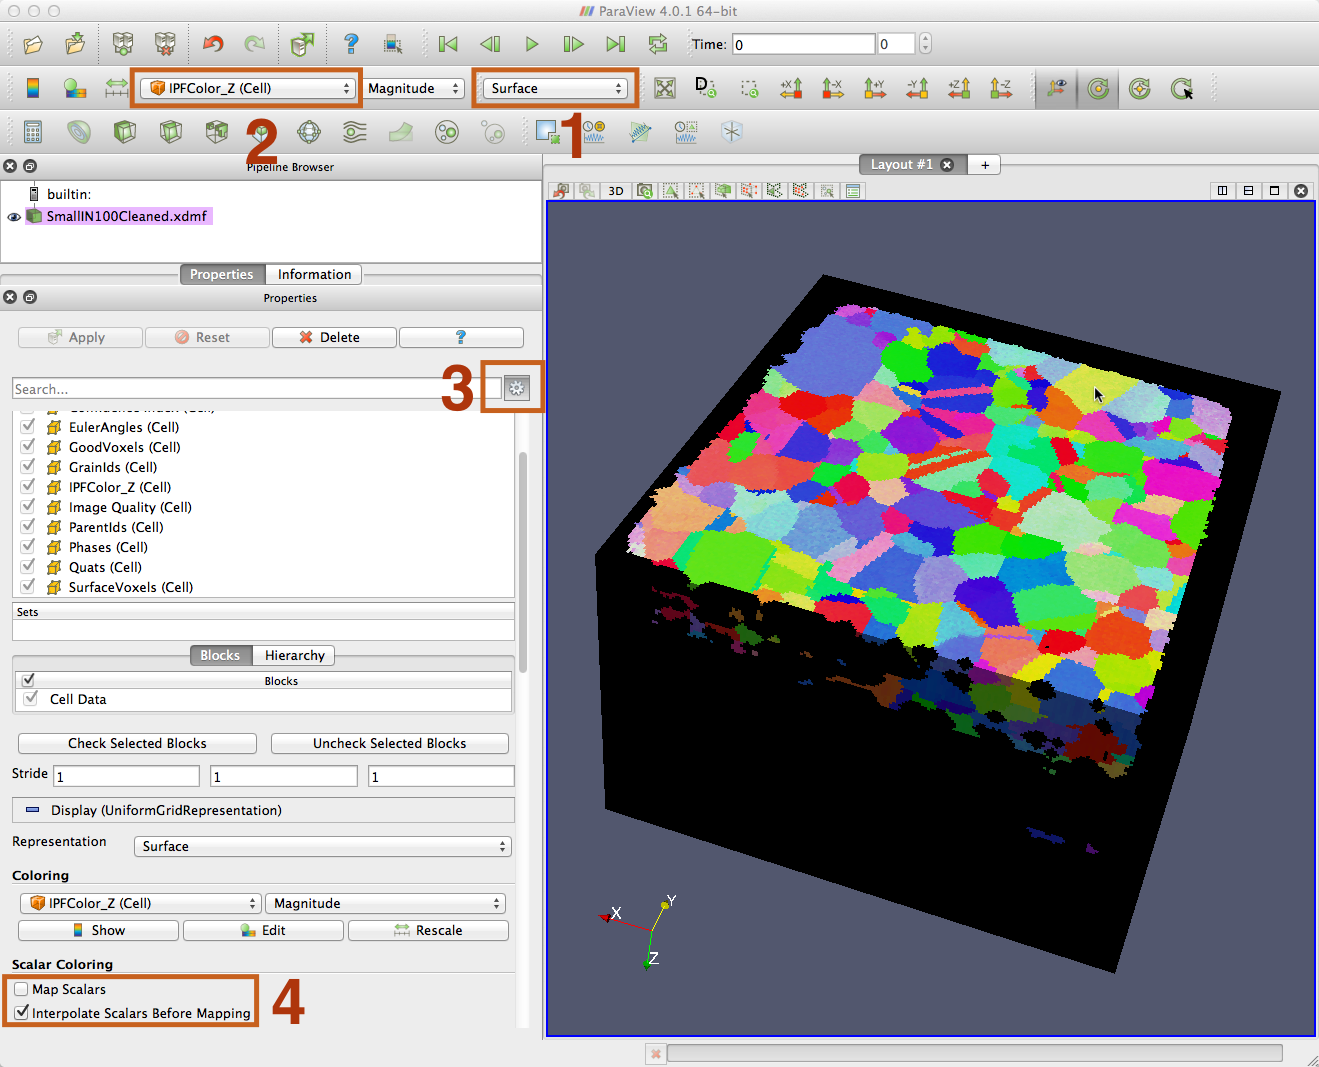 ParaView 4.0.1 64-bit
Time: 0 0
IPFColor_Z (Cell) Magnitude Surface
D +X -X +Y -Y +Z -Z
2 1
Pipeline Browser
Layout #1 +
builtin:
3D
SmallIN100Cleaned.xdmf
Properties Information
Properties
Apply Reset Delete ?
3
Search...
EulerAngles (Cell)
GoodVoxels (Cell)
GrainIds (Cell)
IPFColor_Z (Cell)
Image Quality (Cell)
ParentIds (Cell)
Phases (Cell)
Quats (Cell)
SurfaceVoxels (Cell)
Sets
Blocks Hierarchy
Blocks
Cell Data
Check Selected Blocks Uncheck Selected Blocks
Stride 1 1 1
Display (UniformGridRepresentation)
Representation Surface
Coloring
IPFColor_Z (Cell) Magnitude
Show Edit Rescale
Scalar Coloring
Map Scalars
Interpolate Scalars Before Mapping
4
Y
X
Z